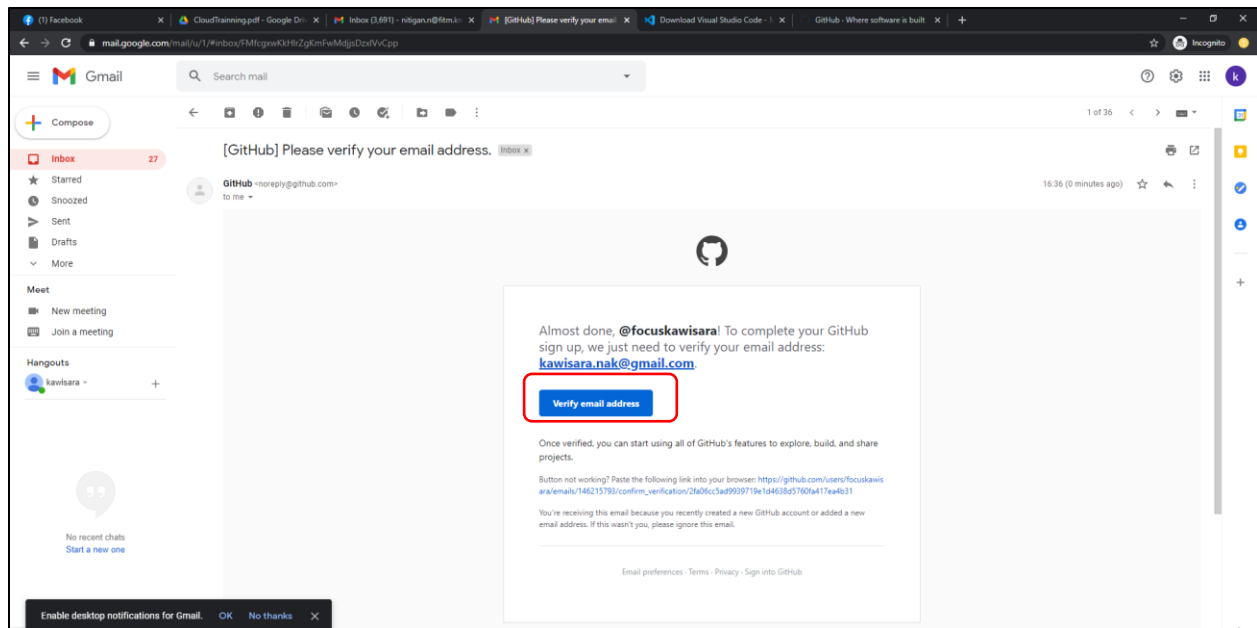 (1) Facebook
CloudTrainning.pdf - Google Dri
Inbox (3,691) - nitigan.n@fitm.km
[GitHub] Please verify your email
Download Visual Studio Code -
GitHub · Where software is built
mail.google.com/mail/u/1/#inbox/FMfcgxwKkHlrZgKmFwMdjjsDzxlVvCpp
Incognito
Gmail
Search mail
k
Compose
1 of 36
Inbox 27
Starred
Snoozed
Sent
Drafts
More
Meet
New meeting
Join a meeting
Hangouts
kawisara
No recent chats
Start a new one
[GitHub] Please verify your email address. Inbox x
GitHub <noreply@github.com>
to me
16:36 (0 minutes ago)
Almost done, @focuskawisara! To complete your GitHub
sign up, we just need to verify your email address:
kawisara.nak@gmail.com.
Verify email address
Once verified, you can start using all of GitHub's features to explore, build, and share
projects.
Button not working? Paste the following link into your browser: https://github.com/users/focuskawis
ara/emails/146215793/confirm_verification/2fa06cc5ad9939719e1d4638d5760fa417ea4b31
You're receiving this email because you recently created a new GitHub account or added a new
email address. If this wasn't you, please ignore this email.
Email preferences · Terms · Privacy · Sign into GitHub
Enable desktop notifications for Gmail. OK No thanks